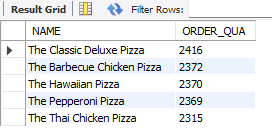 Result Grid Filter Rows:
NAME ORDER_QUA
The Classic Deluxe Pizza 2416
The Barbecue Chicken Pizza 2372
The Hawaiian Pizza 2370
The Pepperoni Pizza 2369
The Thai Chicken Pizza 2315